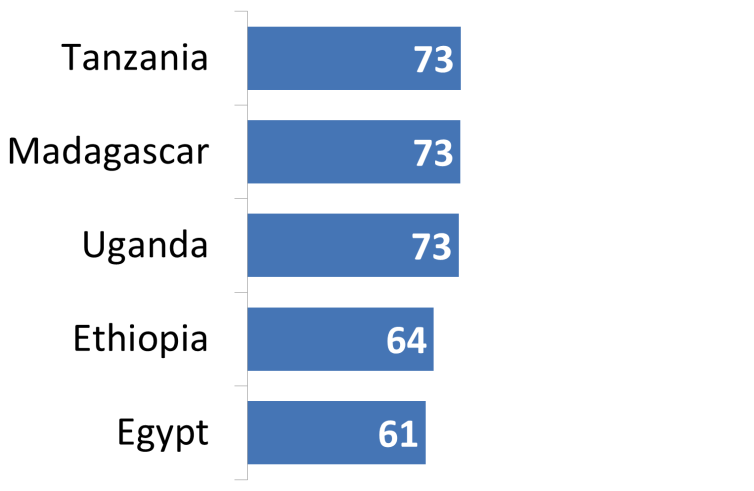 Tanzania 73
Madagascar 73
Uganda 73
Ethiopia 64
Egypt 61